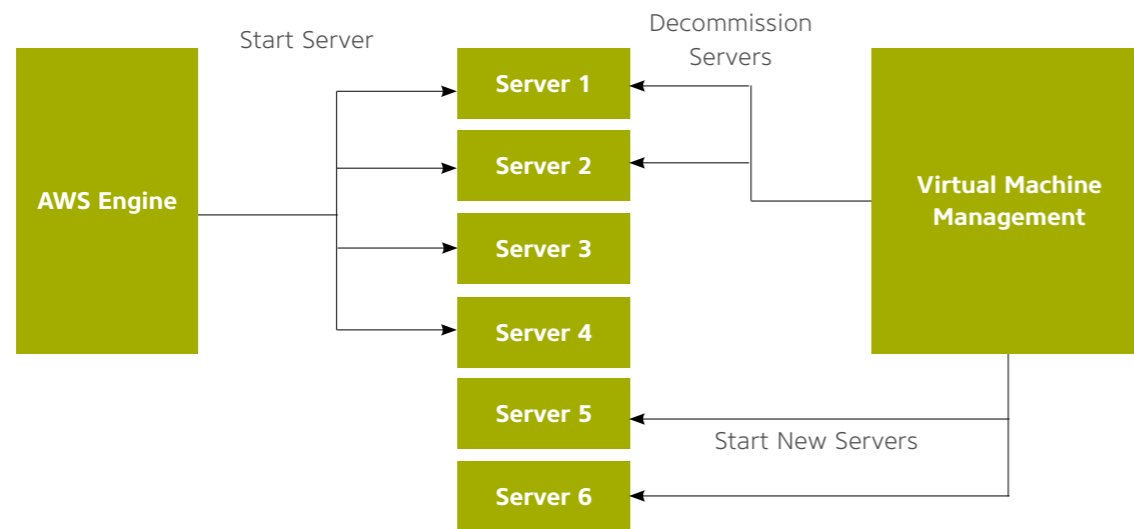 Start Server
Decommission
Servers
AWS Engine
Server 1
Server 2
Server 3
Server 4
Server 5
Server 6
Virtual Machine
Management
Start New Servers